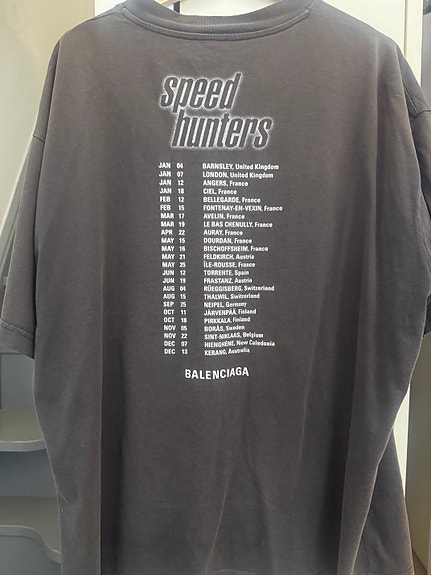 speed
hunters
JAN 04 BARNSLEY, United Kingdom
JAN 07 LONDON, United Kingdom
JAN 12 ANGERS, France
JAN 18 CIEL, France
FEB 12 BELLEGARDE, France
FEB 15 FONTENAY-EN-VEXIN, France
MAR 17 AVELIN, France
MAR 19 LE BAS CHENULLY, France
APR 22 AURAY, France
MAY 15 DOURDAN, France
MAY 16 BISCHOFFSHEIM, France
MAY 21 FELDKIRCH, Austria
MAY 25 ÎLE-ROUSSE, France
JUN 12 TORRENTE, Spain
JUN 19 FRASTANZ, Austria
AUG 04 RÜEGGISBERG, Switzerland
AUG 15 THALWIL, Switzerland
SEP 25 NEIPEL, Germany
OCT 11 JÄRVENPÄÄ, Finland
OCT 18 PIRKKALA, Finland
NOV 05 BORÅS, Sweden
NOV 22 SINT-NIKLAAS, Belgium
DEC 07 HIENGHÈNE, New Caledonia
DEC 13 KERANG, Australia
BALENCIAGA